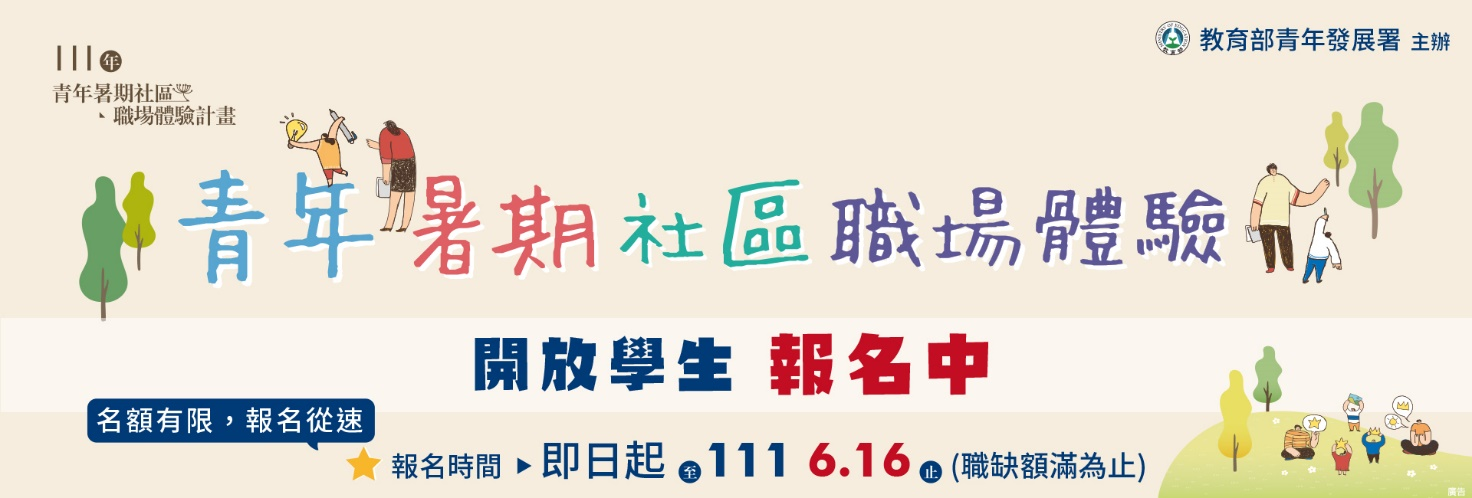 111年
青年暑期社區
、職場體驗計畫
教育部青年發展署 主辦
青年暑期社區職場體驗
開放學生 報名中
名額有限，報名從速
報名時間 ▶ 即日起 至 111 6.16 止 (職缺額滿為止)
廣告